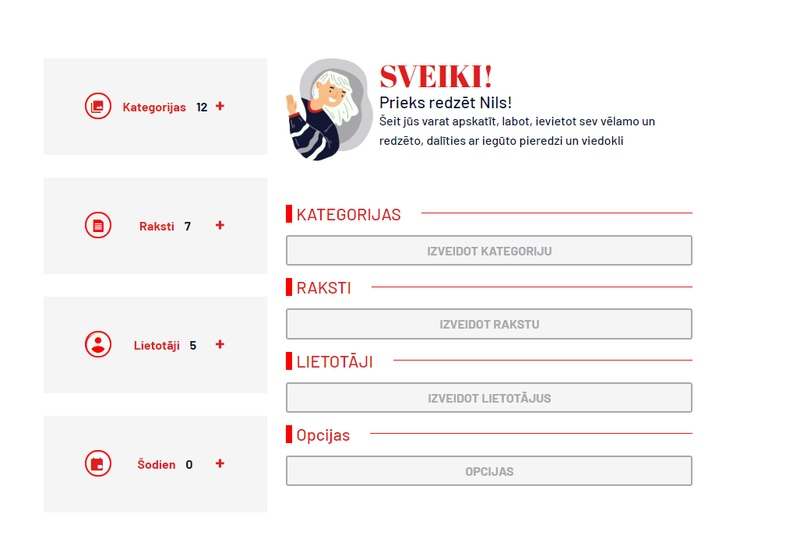 Kategorijas 12 +
Raksti 7 +
Lietotāji 5 +
Šodien 0 +
SVEIKI!
Prieks redzēt Nils!
Šeit jūs varat apskatīt, labot, ievietot sev vēlamo un
redzēto, dalīties ar iegūto pieredzi un viedokli
KATEGORIJAS
IZVEIDOT KATEGORIJU
RAKSTI
IZVEIDOT RAKSTU
LIETOTĀJI
IZVEIDOT LIETOTĀJUS
Opcijas
OPCIJAS